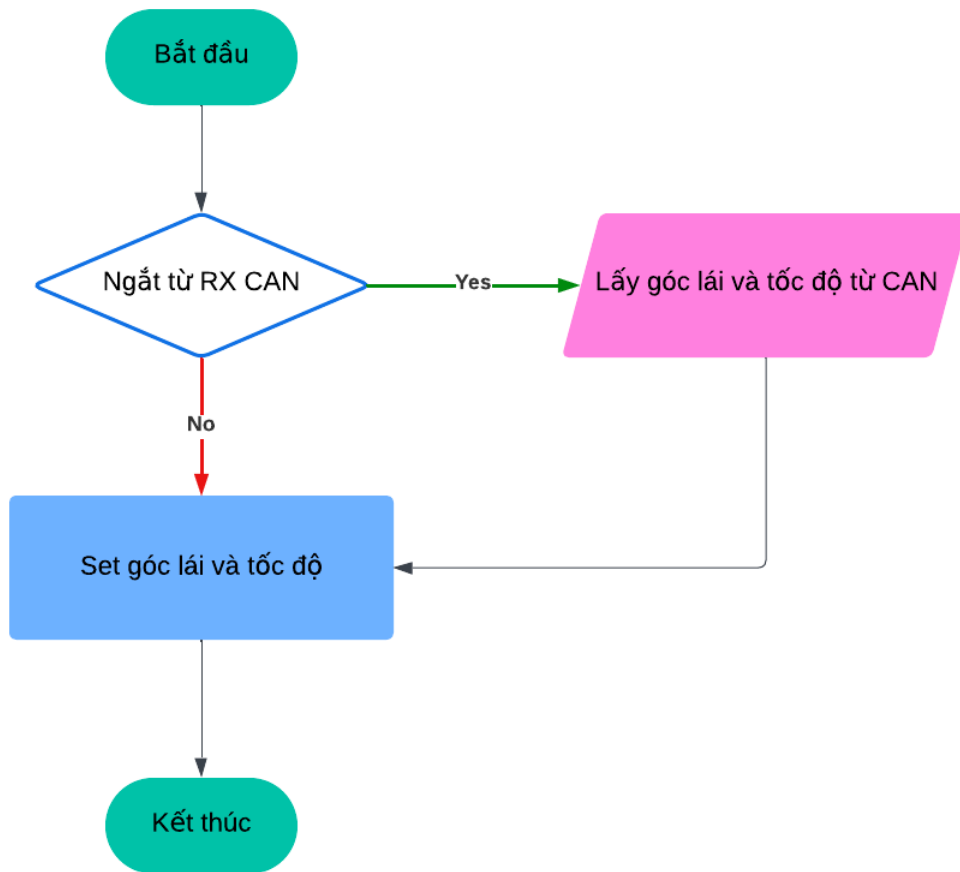 Bắt đầu
Ngắt từ RX CAN
Yes
Lấy góc lái và tốc độ từ CAN
No
Set góc lái và tốc độ
Kết thúc